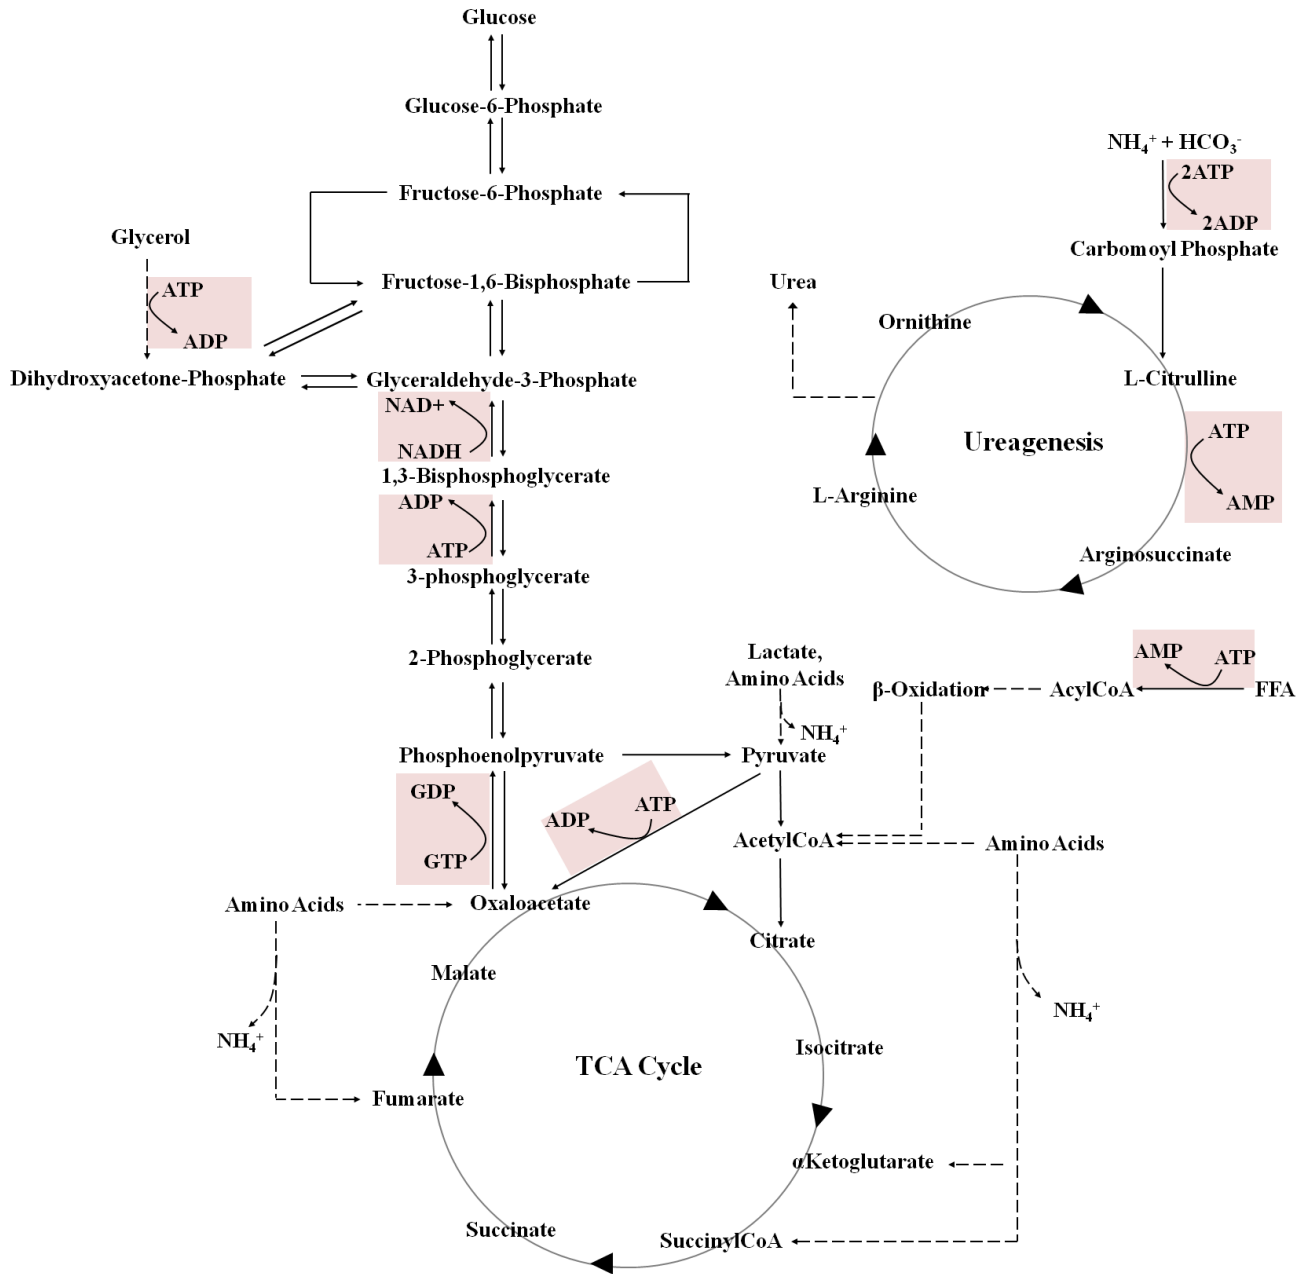 Glucose
Glucose-6-Phosphate
NH₄⁺ + HCO₃⁻
2ATP
2ADP
Fructose-6-Phosphate
Glycerol
Carbomoyl Phosphate
Fructose-1,6-Bisphosphate
Urea
ATP
ADP
Ornithine
Dihydroxyacetone-Phosphate
Glyceraldehyde-3-Phosphate
L-Citrulline
NAD+
NADH
Ureagenesis
ATP
AMP
1,3-Bisphosphoglycerate
L-Arginine
ADP
ATP
Arginosuccinate
3-phosphoglycerate
2-Phosphoglycerate
Lactate,
Amino Acids
NH₄⁺
AMP
ATP
β-Oxidation
AcylCoA
FFA
Phosphoenolpyruvate
Pyruvate
GDP
GTP
ADP
ATP
AcetylCoA
Amino Acids
Amino Acids
Oxaloacetate
Citrate
Malate
NH₄⁺
NH₄⁺
Isocitrate
TCA Cycle
Fumarate
αKetoglutarate
Succinate
SuccinylCoA